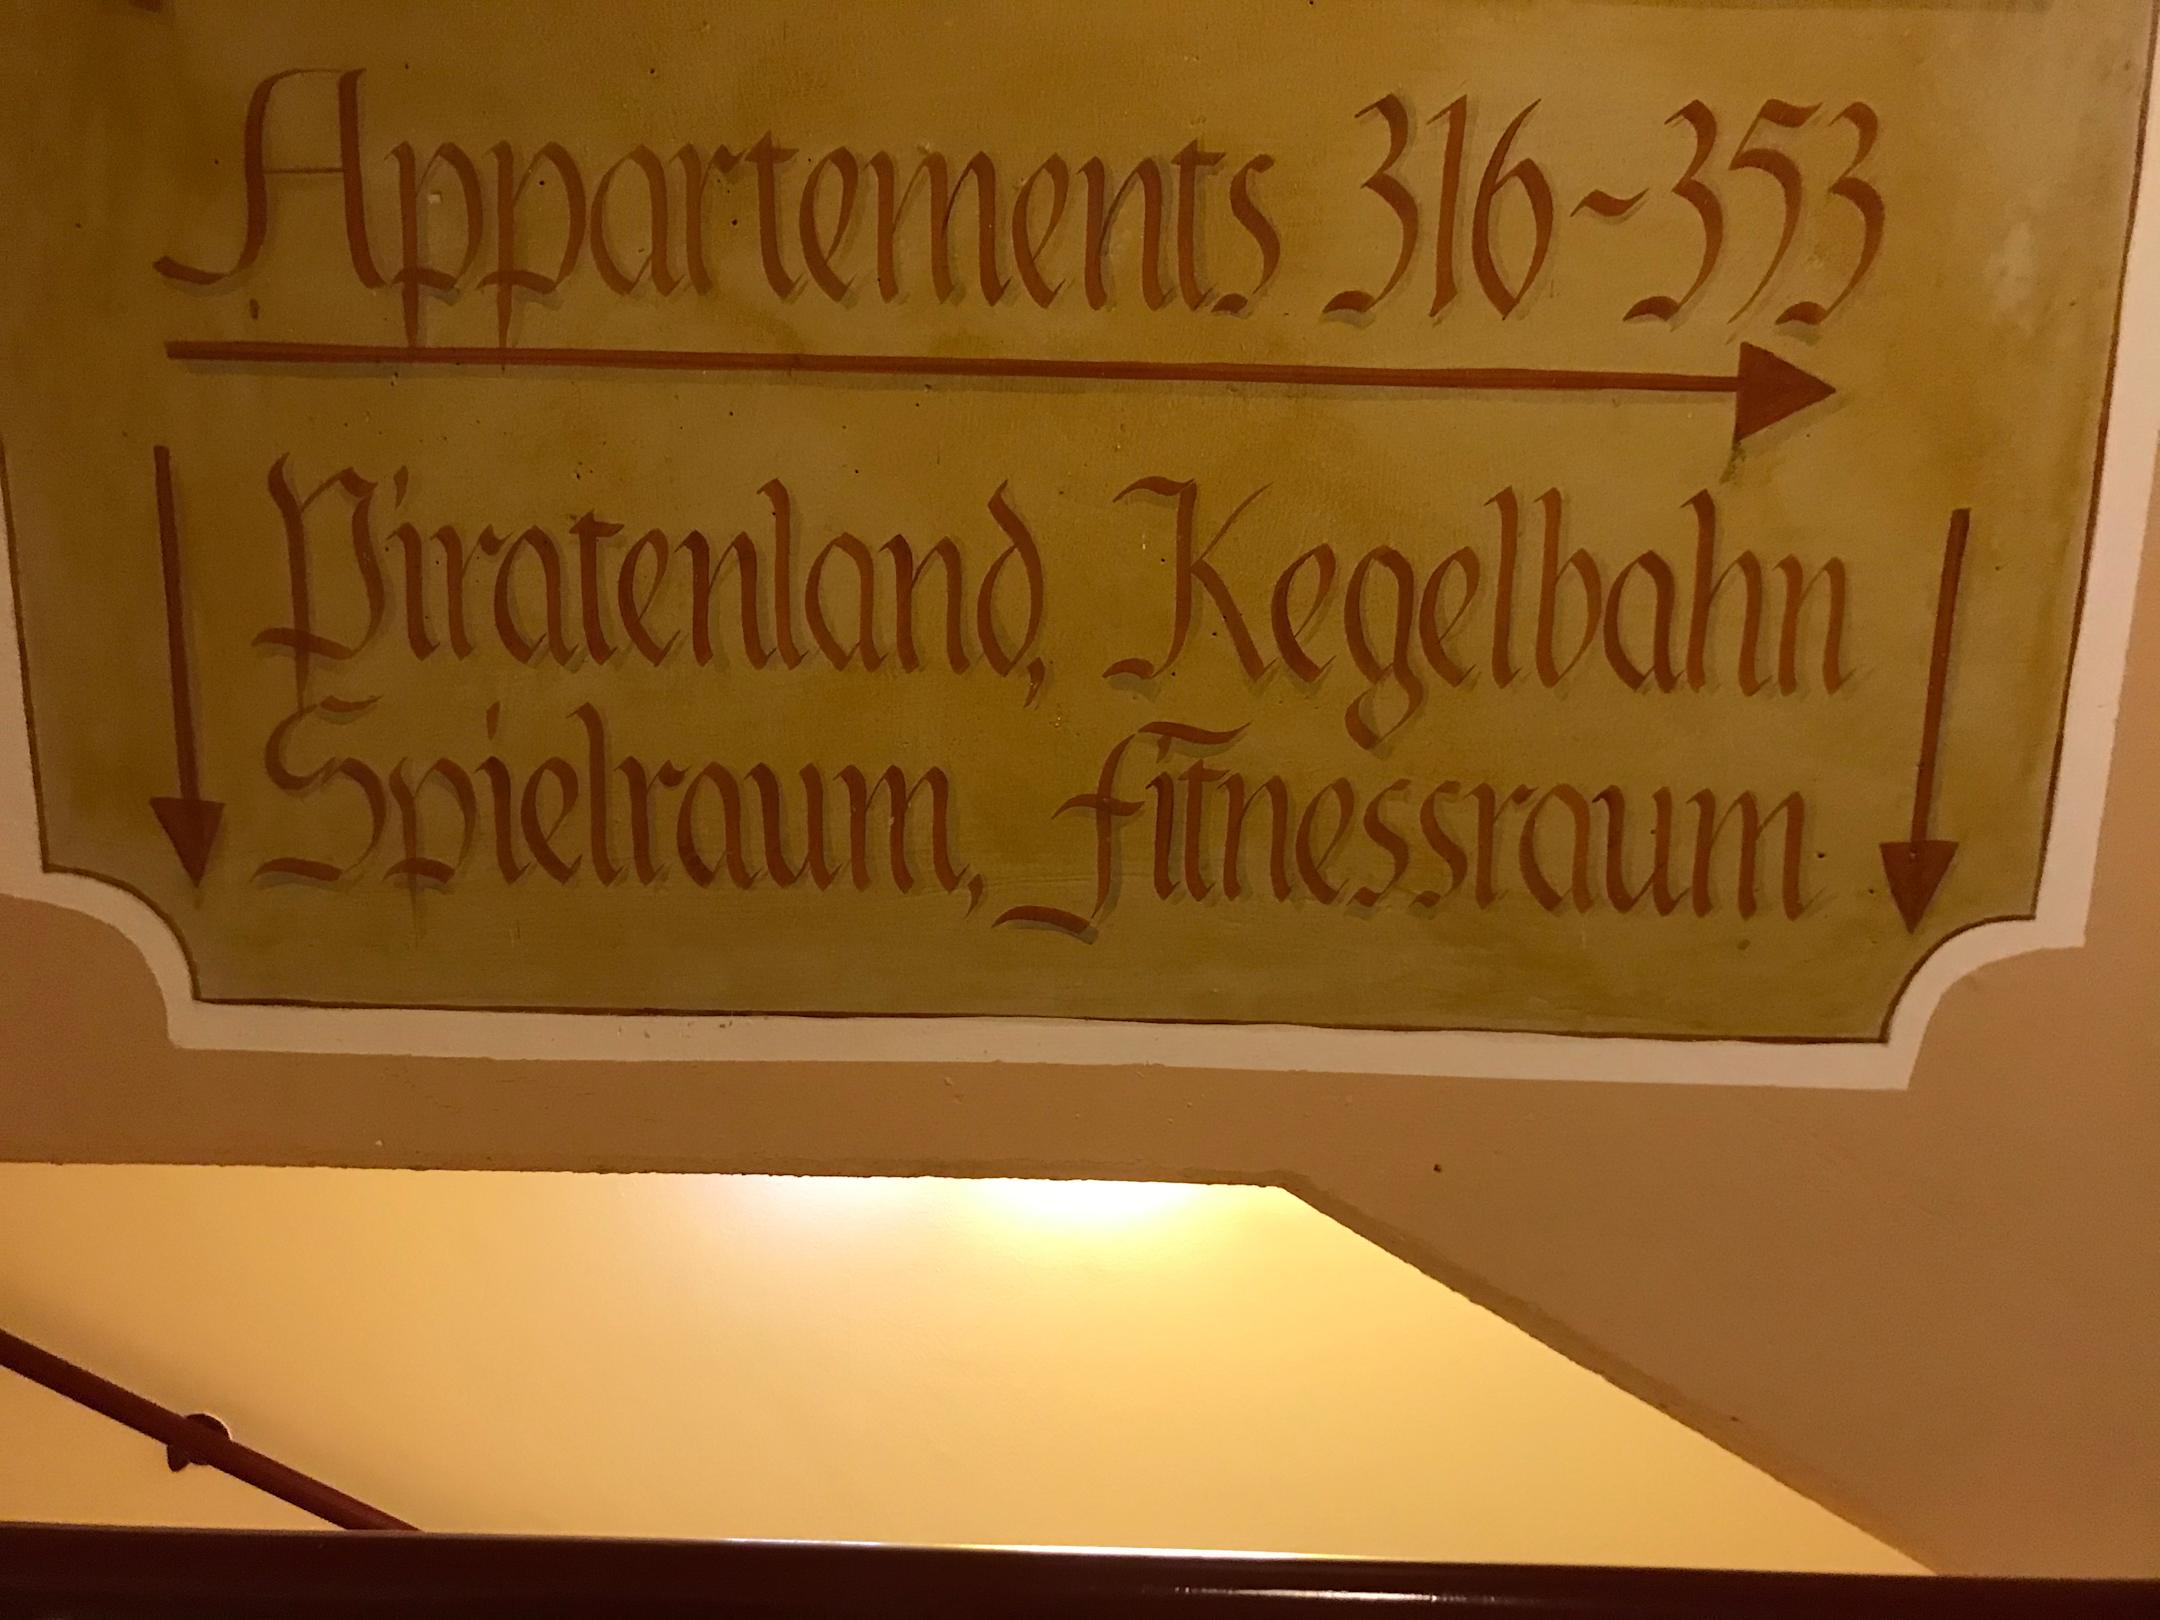 Appartements 316~353
Piratenland, Kegelbahn
Spielraum, Fitnessraum